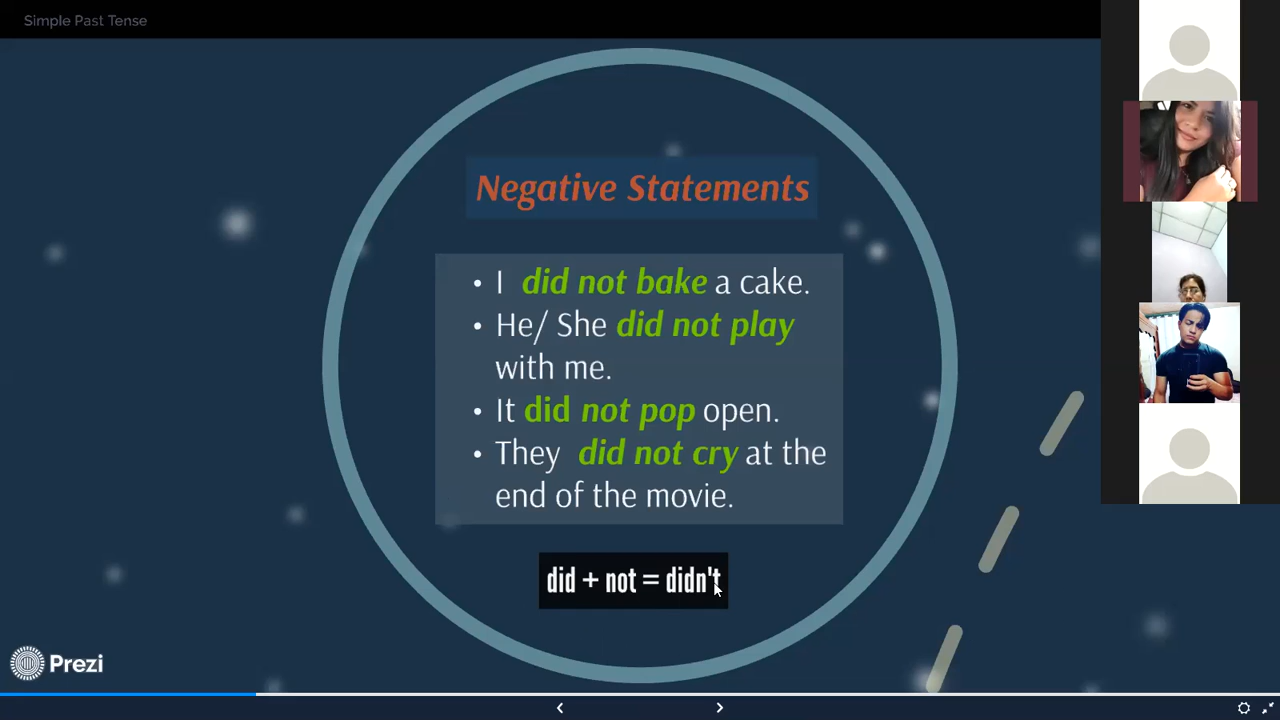 Simple Past Tense
Negative Statements
• I did not bake a cake.
• He/ She did not play
with me.
• It did not pop open.
• They did not cry at the
end of the movie.
did + not = didn't
Prezi